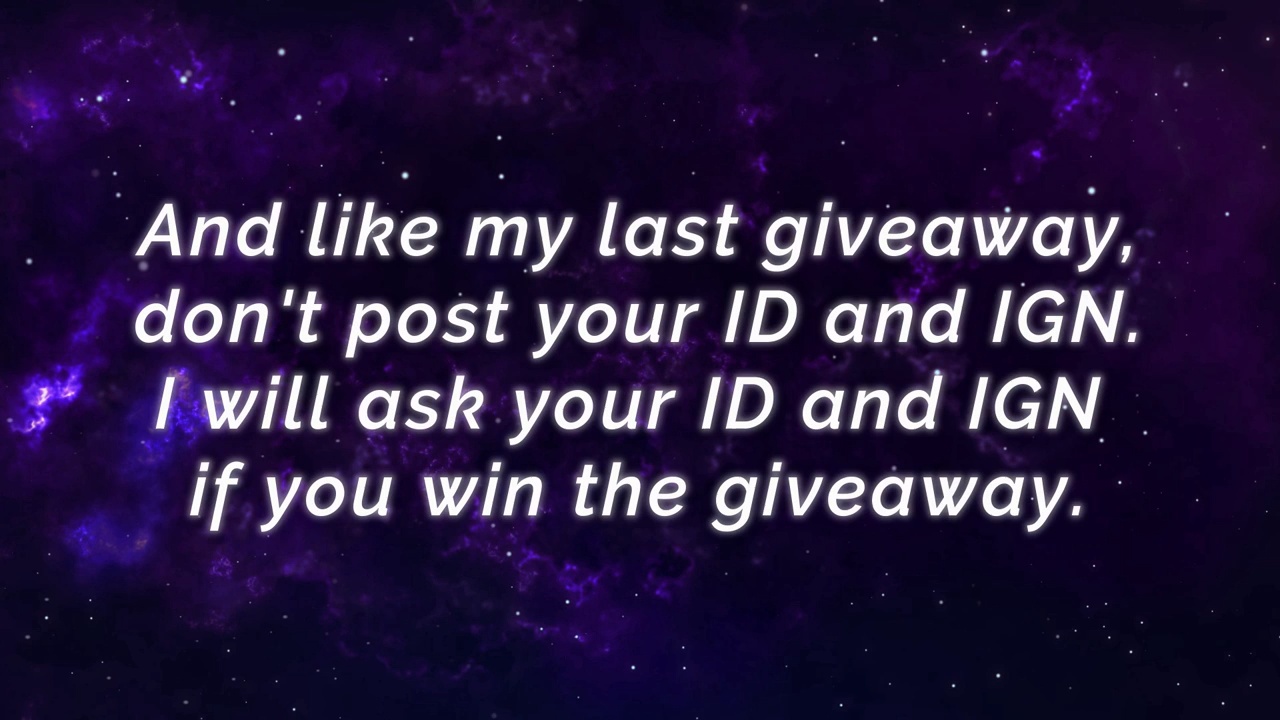 And like my last giveaway,
don't post your ID and IGN.
I will ask your ID and IGN
if you win the giveaway.